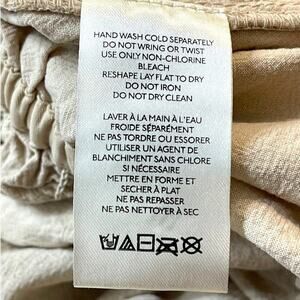 HAND WASH COLD SEPARATELY
DO NOT WRING OR TWIST
USE ONLY NON-CHLORINE
BLEACH
RESHAPE LAY FLAT TO DRY
DO NOT IRON
DO NOT DRY CLEAN
LAVER À LA MAIN À L'EAU
FROIDE SÉPARÉMENT
NE PAS TORDRE OU ESSORER
UTILISER UN AGENT DE
BLANCHIMENT SANS CHLORE
SI NÉCESSAIRE
METTRE EN FORME ET
SECHER À PLAT
NE PAS REPASSER
NE PAS NETTOYER À SEC